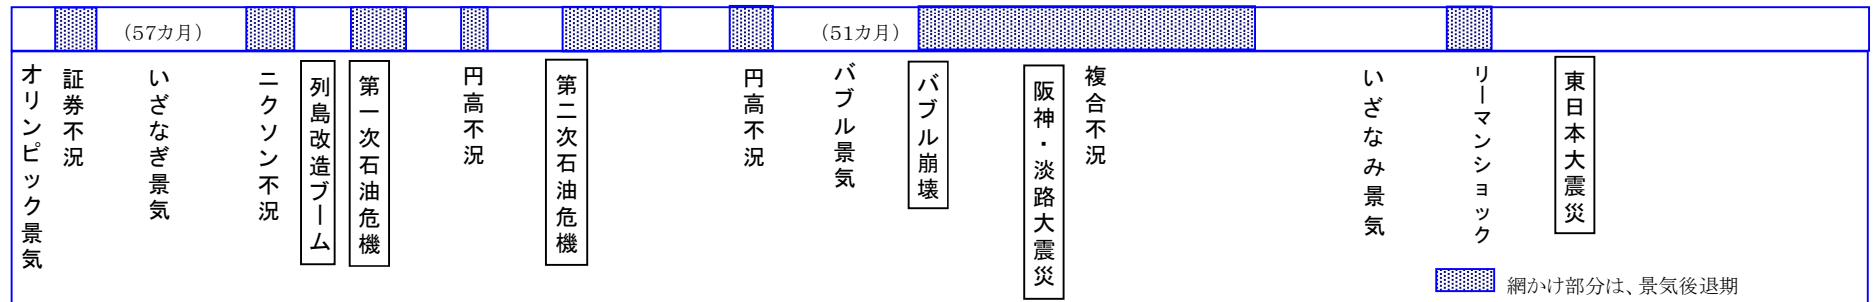 （57カ月）
（51カ月）
オリンピック景気
証券不況
いざなぎ景気
ニクソン不況
列島改造ブーム
第一次石油危機
円高不況
第二次石油危機
円高不況
バブル景気
バブル崩壊
阪神・淡路大震災
複合不況
いざなみ景気
リーマンショック
東日本大震災
網かけ部分は、景気後退期